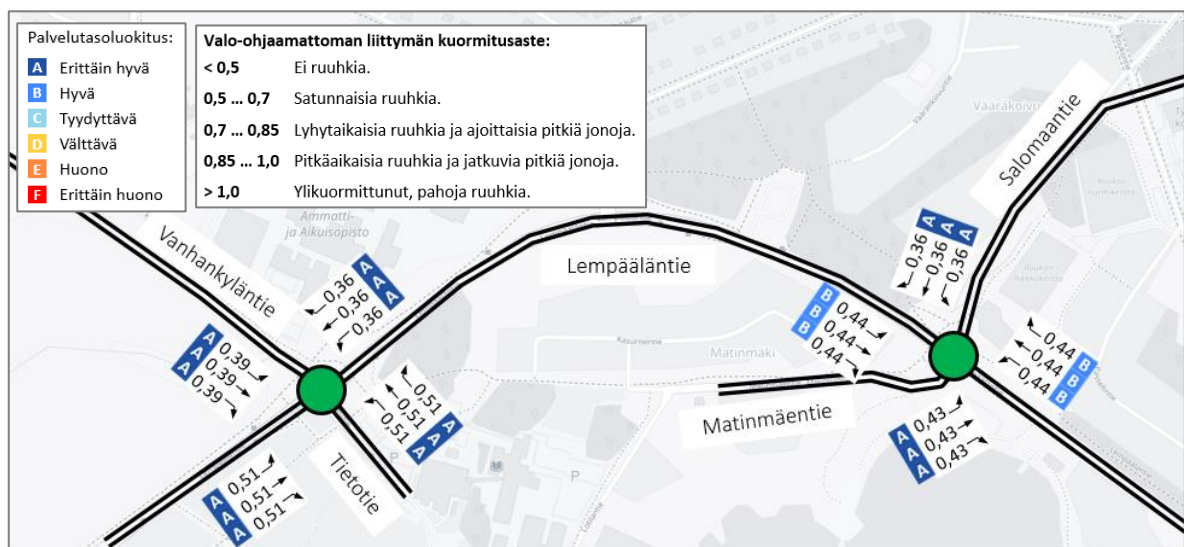 Palvelutasoluokitus:
A Erittäin hyvä
B Hyvä
C Tyydyttävä
D Välttävä
E Huono
F Erittäin huono
Valo-ohjaamattoman liittymän kuormitusaste:
< 0,5 Ei ruuhkia.
0,5 ... 0,7 Satunnaisia ruuhkia.
0,7 ... 0,85 Lyhytaikaisia ruuhkia ja ajoittaisia pitkiä jonoja.
0,85 ... 1,0 Pitkäaikaisia ruuhkia ja jatkuvia pitkiä jonoja.
> 1,0 Ylikuormittunut, pahoja ruuhkia.
Ammatti-
ja Aikuisopisto
Vanhankyläntie
Lempääläntie
Salomaantie
Matinmäentie
Tietotie
0,36 A
0,36 A
0,36 A
A 0,39
A 0,39
A 0,39
0,51 A
0,51 A
0,51 A
A 0,51
A 0,51
A 0,51
0,36 A
0,36 A
0,36 A
B 0,44
B 0,44
B 0,44
0,44 B
0,44 B
0,44 B
A 0,43
A 0,43
A 0,43
Matinmäki
P
P